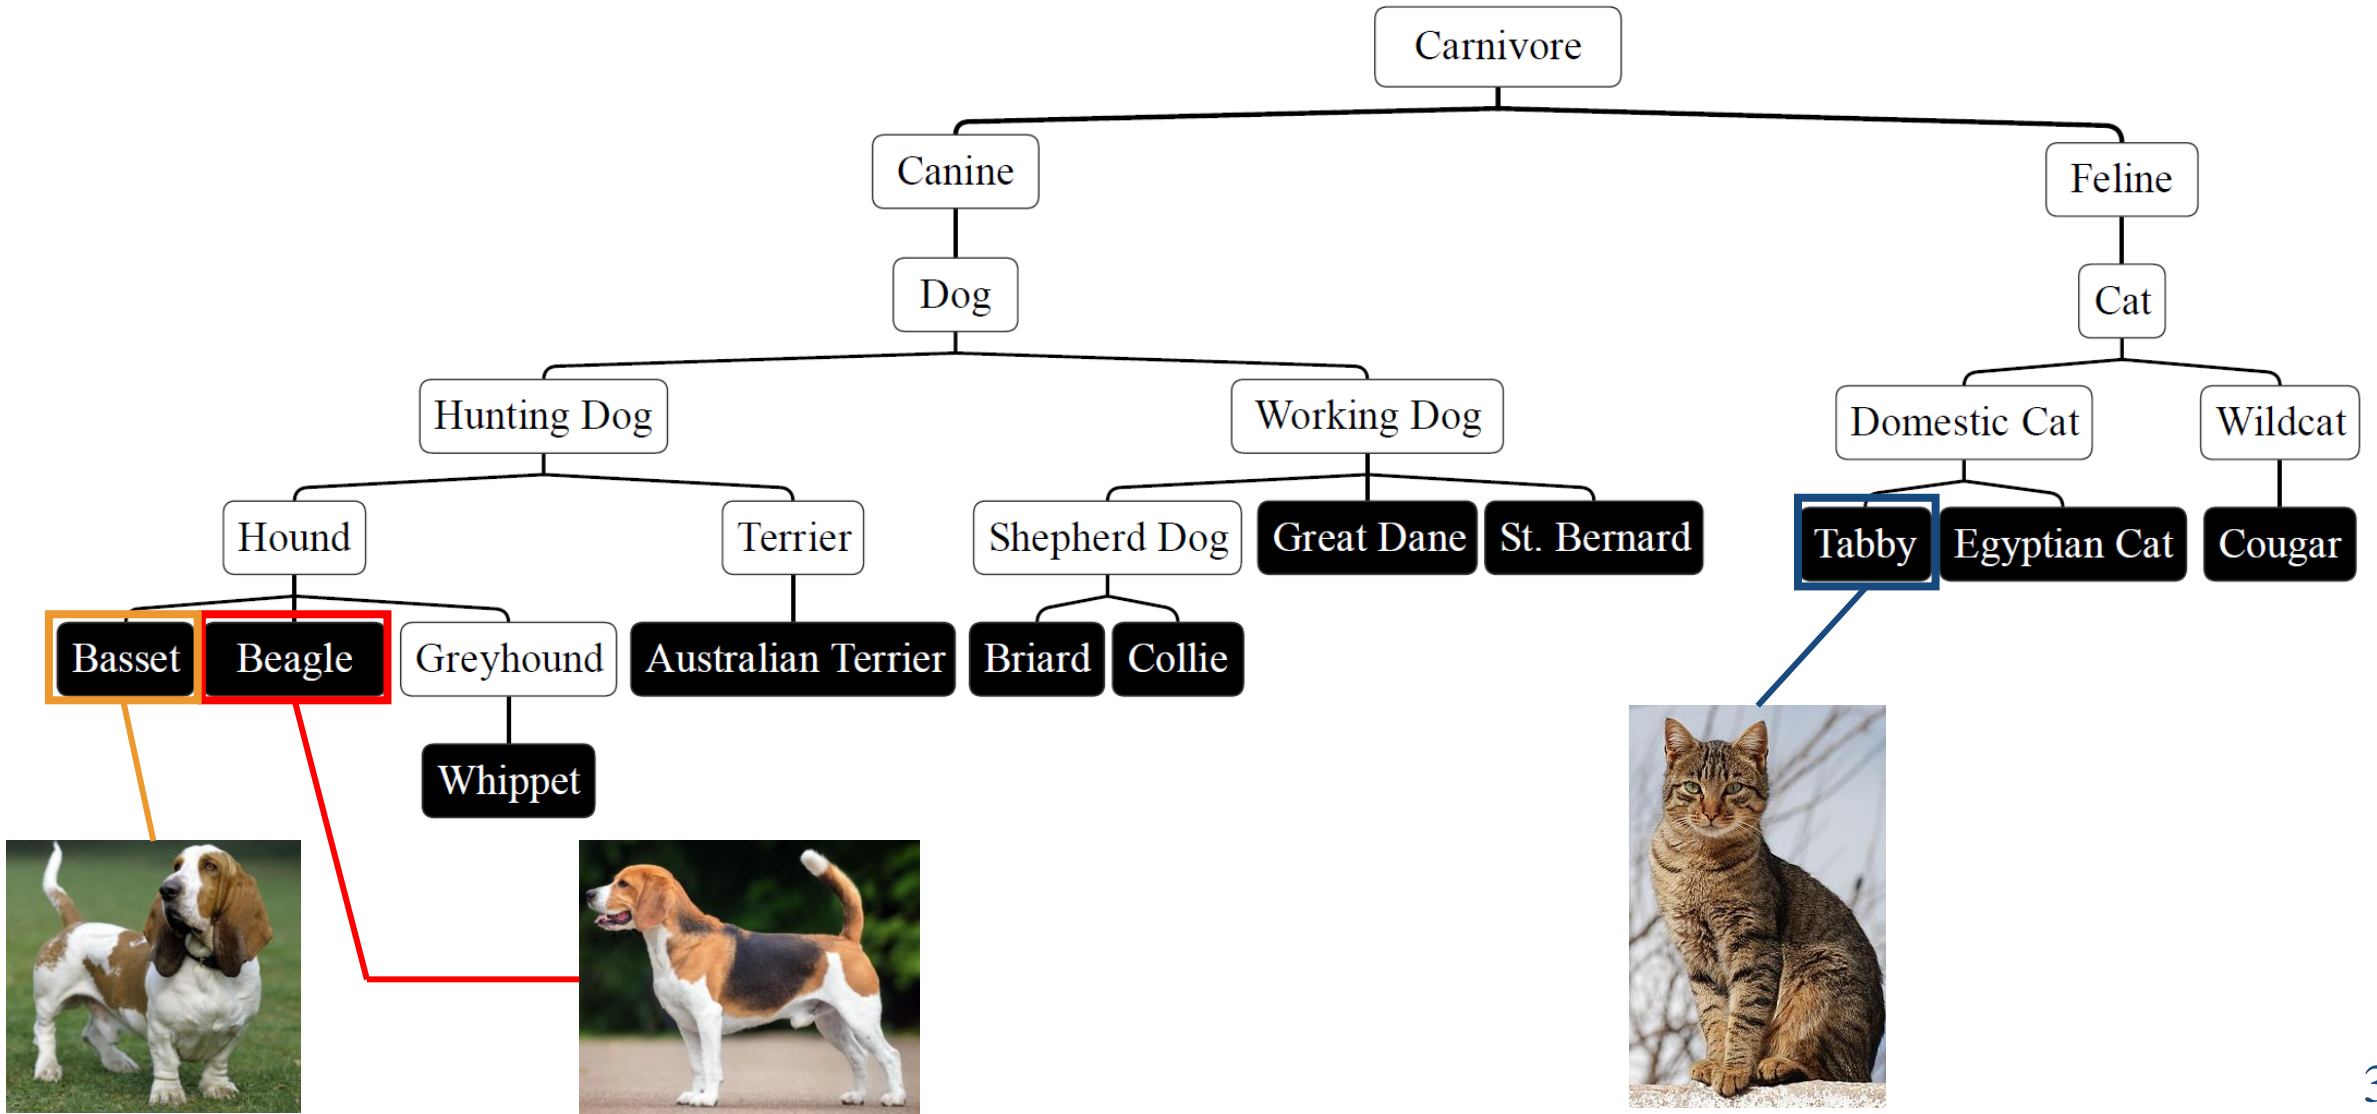 Carnivore
Canine
Feline
Dog
Cat
Hunting Dog
Working Dog
Domestic Cat
Wildcat
Hound
Terrier
Shepherd Dog
Great Dane
St. Bernard
Tabby
Egyptian Cat
Cougar
Basset
Beagle
Greyhound
Australian Terrier
Briard
Collie
Whippet